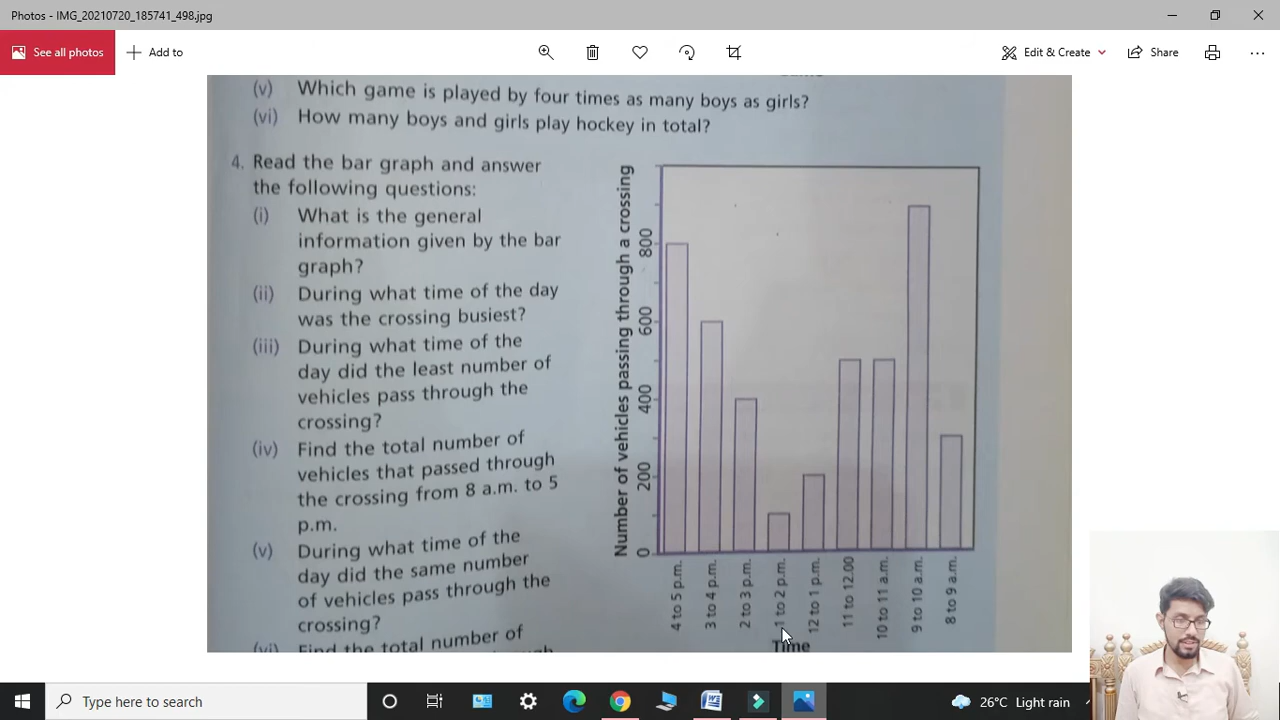 Photos - IMG_20210720_185741_498.jpg
See all photos
Add to
Edit & Create
Share
(v) Which game is played by four times as many boys as girls?
(vi) How many boys and girls play hockey in total?
4. Read the bar graph and answer
the following questions:
(i) What is the general
information given by the bar
graph?
(ii) During what time of the day
was the crossing busiest?
(iii) During what time of the
day did the least number of
vehicles pass through the
crossing?
(iv) Find the total number of
vehicles that passed through
the crossing from 8 a.m. to 5
p.m.
(v) During what time of the
day did the same number
of vehicles pass through the
crossing?
(vi) Find the total number of
Number of vehicles passing through a crossing
800
600
400
200
0
4 to 5 p.m.
3 to 4 p.m.
2 to 3 p.m.
1 to 2 p.m.
12 to 1 p.m.
11 to 12.00
10 to 11 a.m.
9 to 10 a.m.
8 to 9 a.m.
Time
Type here to search
26°C Light rain